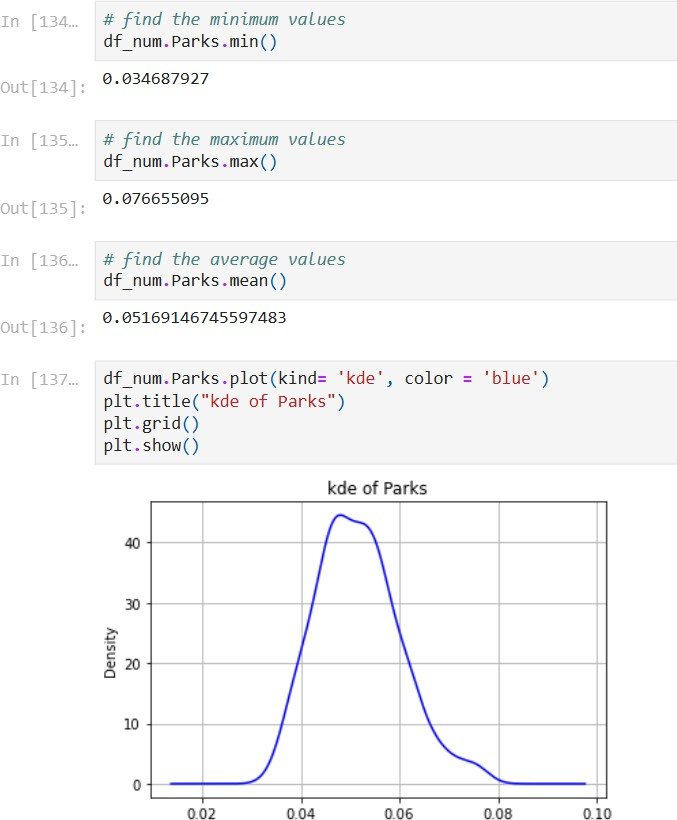 In [134…
# find the minimum values
df_num.Parks.min()
Out[134]:
0.034687927
In [135…
# find the maximum values
df_num.Parks.max()
Out[135]:
0.076655095
In [136…
# find the average values
df_num.Parks.mean()
Out[136]:
0.05169146745597483
In [137…
df_num.Parks.plot(kind= 'kde', color = 'blue')
plt.title("kde of Parks")
plt.grid()
plt.show()
kde of Parks
Density
40
30
20
10
0
0.02 0.04 0.06 0.08 0.10